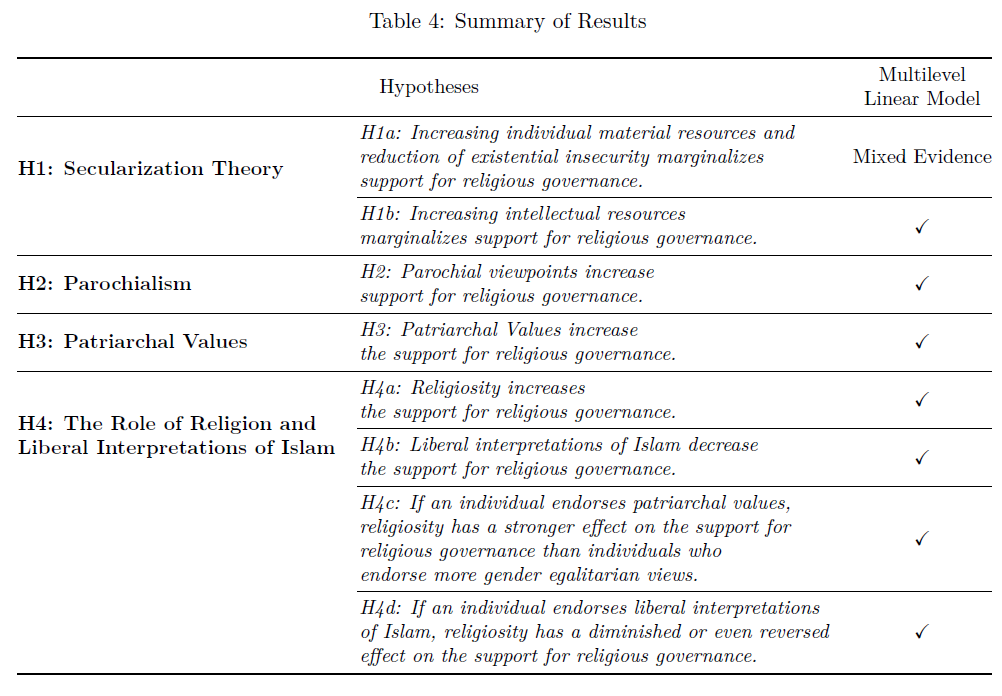 Table 4: Summary of Results
Hypotheses
Multilevel
Linear Model
H1: Secularization Theory
H1a: Increasing individual material resources and
reduction of existential insecurity marginalizes
support for religious governance.
Mixed Evidence
H1b: Increasing intellectual resources
marginalizes support for religious governance.
✓
H2: Parochialism
H2: Parochial viewpoints increase
support for religious governance.
✓
H3: Patriarchal Values
H3: Patriarchal Values increase
the support for religious governance.
✓
H4: The Role of Religion and
Liberal Interpretations of Islam
H4a: Religiosity increases
the support for religious governance.
✓
H4b: Liberal interpretations of Islam decrease
the support for religious governance.
✓
H4c: If an individual endorses patriarchal values,
religiosity has a stronger effect on the support for
religious governance than individuals who
endorse more gender egalitarian views.
✓
H4d: If an individual endorses liberal interpretations
of Islam, religiosity has a diminished or even reversed
effect on the support for religious governance.
✓